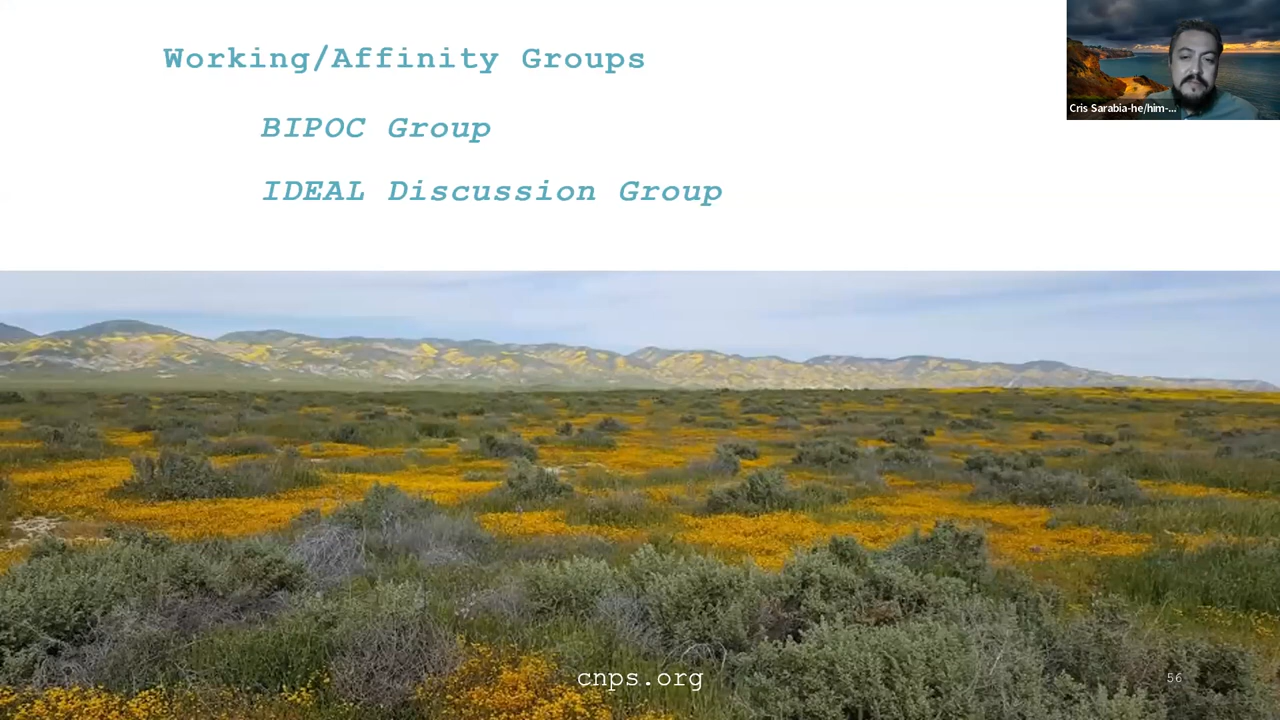 Working/Affinity Groups
Cris Sarabia-he/him-...
BIPOC Group
IDEAL Discussion Group
cnps.org
56